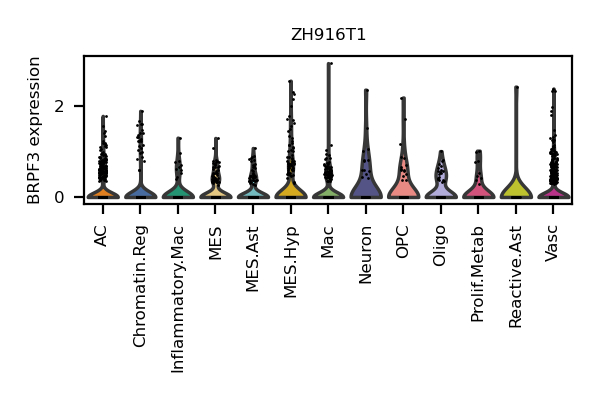 ZH916T1
BRPF3 expression
2
0
AC
Chromatin.Reg
Inflammatory.Mac
MES
MES.Ast
MES.Hyp
Mac
Neuron
OPC
Oligo
Prolif.Metab
Reactive.Ast
Vasc